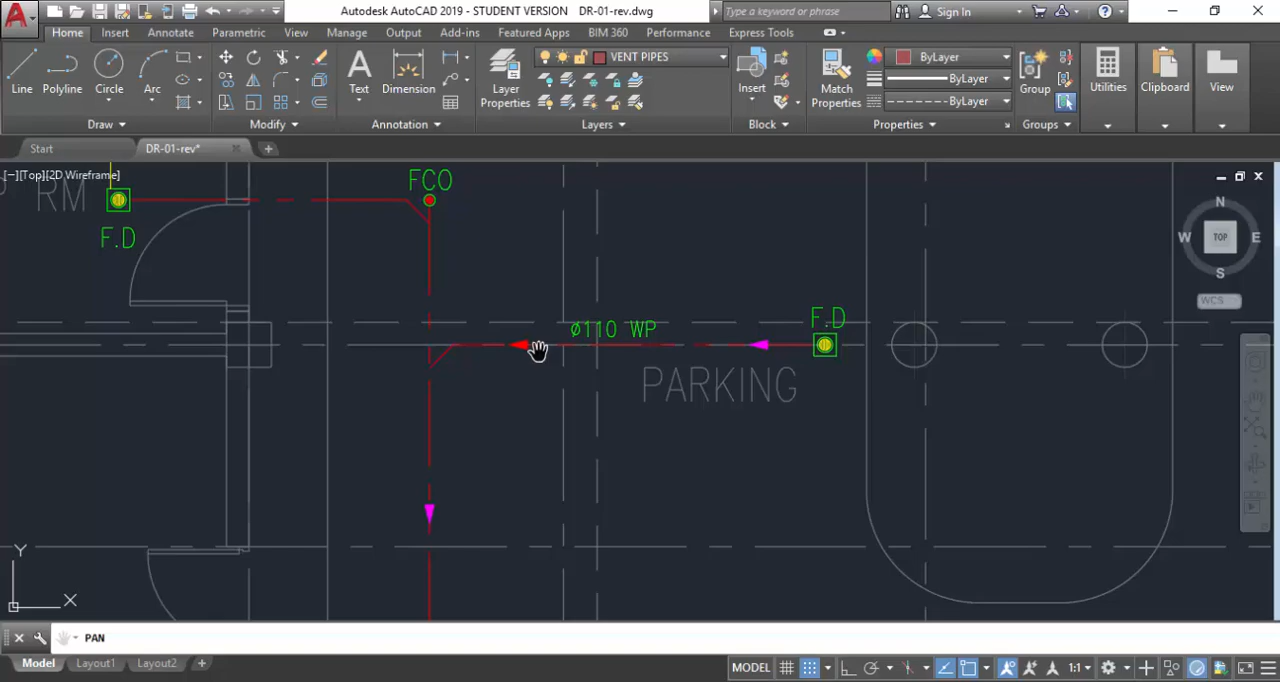 Autodesk AutoCAD 2019 - STUDENT VERSION DR-01-rev.dwg
Type a keyword or phrase
Sign In
Home Insert Annotate Parametric View Manage Output Add-ins Featured Apps BIM 360 Performance Express Tools
VENT PIPES
ByLayer
ByLayer
ByLayer
Line Polyline Circle Arc
Text Dimension
Layer Properties
Insert
Match Properties
Group
Utilities
Clipboard
View
Draw Modify Annotation Layers Block Properties Groups
Start DR-01-rev*
[−][Top][2D Wireframe]
RM
F.D
FCO
ø110 WP
F.D
PARKING
N
W TOP E
S
WCS
Y
X
PAN
Model Layout1 Layout2
MODEL
1:1